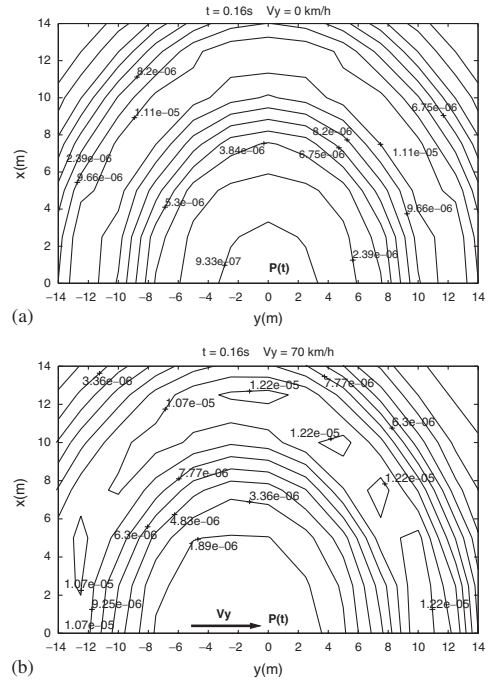 t = 0.16s Vy = 0 km/h
14
12
10
8
6
4
2
0
x(m)
8.2e−06
1.11e−05
6.75e−06
8.2e−06
2.39e−06
3.84e−06
6.75e−06
1.11e−05
9.66e−06
5.3e−06
9.66e−06
9.33e−07
P(t)
2.39e−06
−14 −12 −10 −8 −6 −4 −2 0 2 4 6 8 10 12 14
(a)
y(m)
t = 0.16s Vy = 70 km/h
14
12
10
8
6
4
2
0
x(m)
3.36e−06
1.22e−05
7.77e−06
1.07e−05
6.3e−06
1.22e−05
7.77e−06
1.22e−05
3.36e−06
4.83e−06
6.3e−06
1.89e−06
1.07e−05
9.25e−06
1.22e−05
1.07e−05
Vy
P(t)
−14 −12 −10 −8 −6 −4 −2 0 2 4 6 8 10 12 14
(b)
y(m)